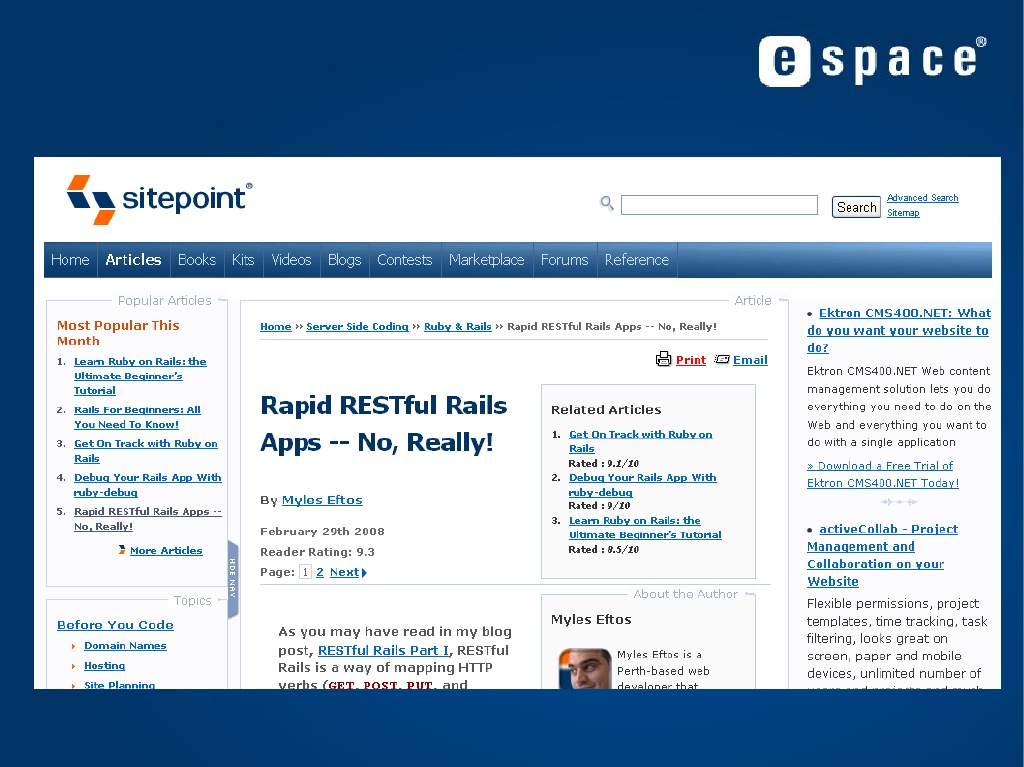 e space®
sitepoint®
Search
Advanced Search
Sitemap
Home Articles Books Kits Videos Blogs Contests Marketplace Forums Reference
Popular Articles
Most Popular This
Month
1. Learn Ruby on Rails: the
Ultimate Beginner's
Tutorial
2. Rails For Beginners: All
You Need To Know!
3. Get On Track with Ruby on
Rails
4. Debug Your Rails App With
ruby-debug
5. Rapid RESTful Rails Apps --
No, Really!
More Articles
HIDE NAV
Topics
Before You Code
Domain Names
Hosting
Site Planning
Article
Home » Server Side Coding » Ruby & Rails » Rapid RESTful Rails Apps -- No, Really!
Print Email
Rapid RESTful Rails
Apps -- No, Really!
By Myles Eftos
February 29th 2008
Reader Rating: 9.3
Page: 1 2 Next
As you may have read in my blog
post, RESTful Rails Part I, RESTful
Rails is a way of mapping HTTP
verbs (GET, POST, PUT, and
Related Articles
1. Get On Track with Ruby on
Rails
Rated : 9.1/10
2. Debug Your Rails App With
ruby-debug
Rated : 9/10
3. Learn Ruby on Rails: the
Ultimate Beginner's Tutorial
Rated : 8.5/10
About the Author
Myles Eftos
Myles Eftos is a
Perth-based web
developer that
• Ektron CMS400.NET: What
do you want your website to
do?
Ektron CMS400.NET Web content
management solution lets you do
everything you need to do on the
Web and everything you want to
do with a single application
» Download a Free Trial of
Ektron CMS400.NET Today!
• activeCollab - Project
Management and
Collaboration on your
Website
Flexible permissions, project
templates, time tracking, task
filtering, looks great on
screen, paper and mobile
devices, unlimited number of